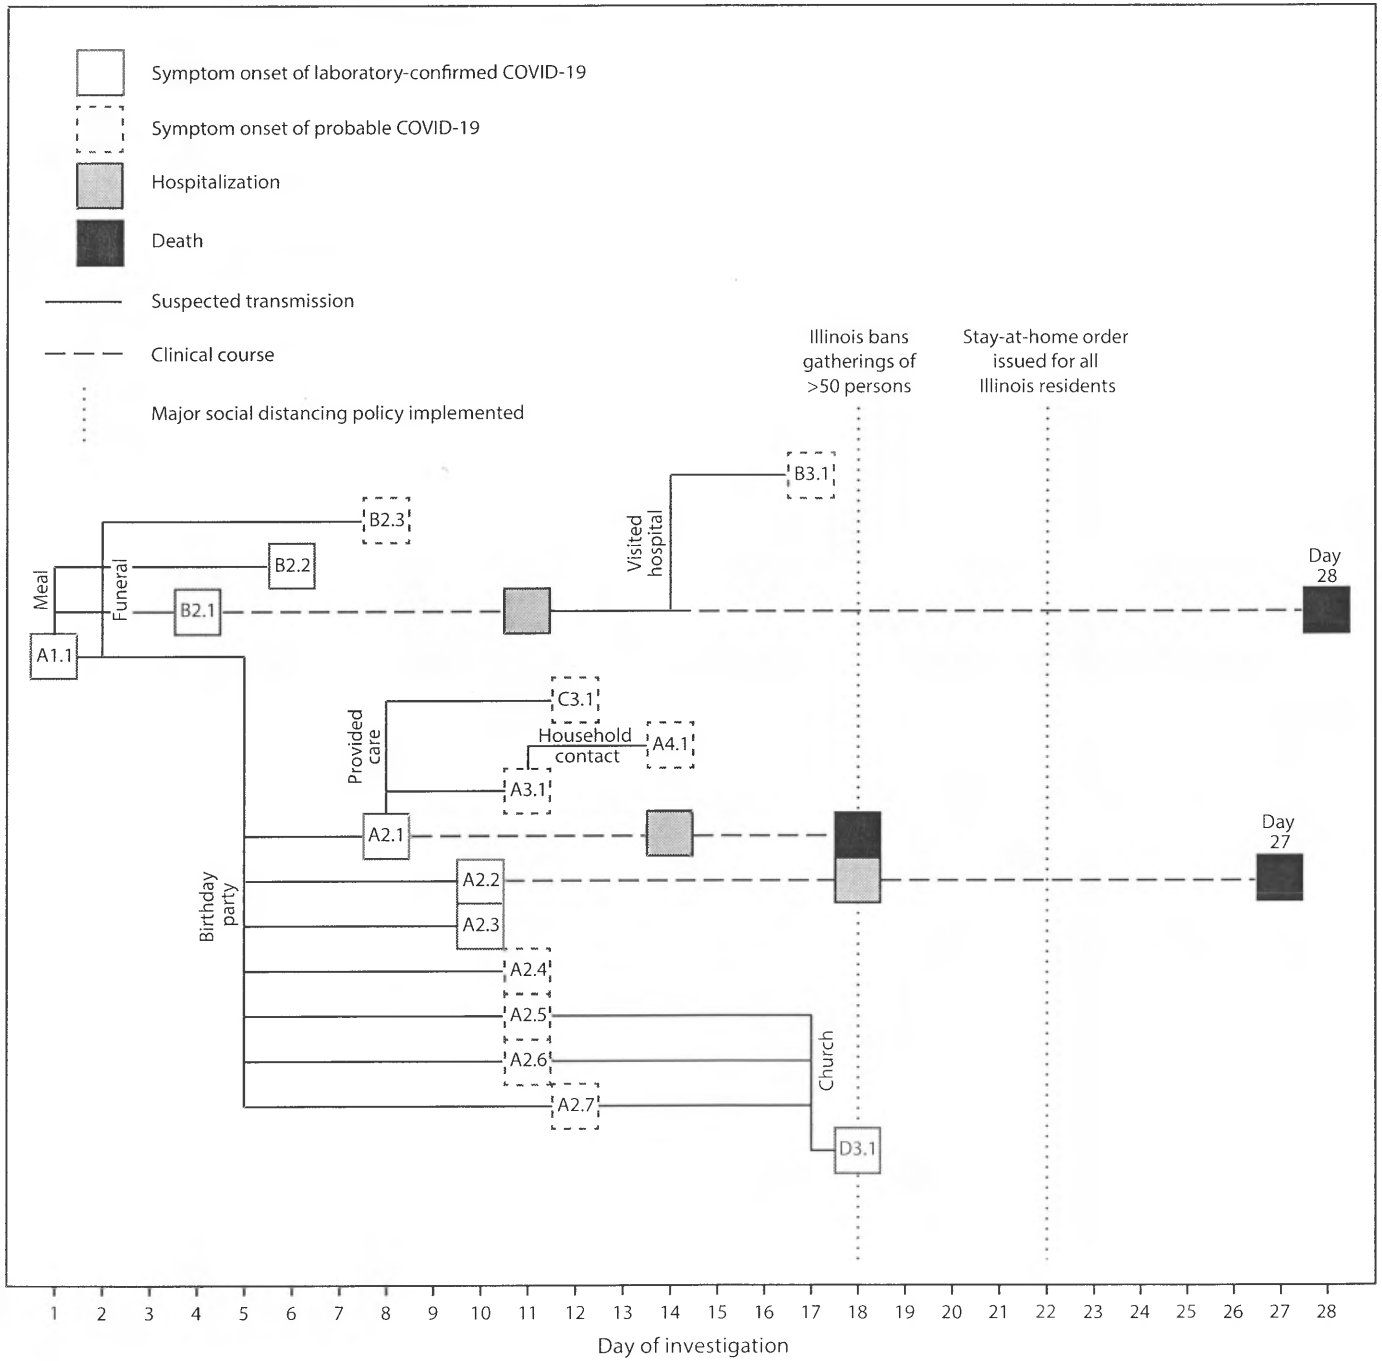 Symptom onset of laboratory-confirmed COVID-19
Symptom onset of probable COVID-19
Hospitalization
Death
Suspected transmission
Clinical course
Major social distancing policy implemented
Illinois bans
gatherings of
>50 persons
Stay-at-home order
issued for all
Illinois residents
B3.1
Visited
hospital
B2.3
B2.2
Meal
Funeral
B2.1
Day
28
A1.1
C3.1
Provided
care
Household
contact
A4.1
A3.1
A2.1
Day
27
A2.2
Birthday
party
A2.3
A2.4
A2.5
A2.6
Church
A2.7
D3.1
1 2 3 4 5 6 7 8 9 10 11 12 13 14 15 16 17 18 19 20 21 22 23 24 25 26 27 28
Day of investigation